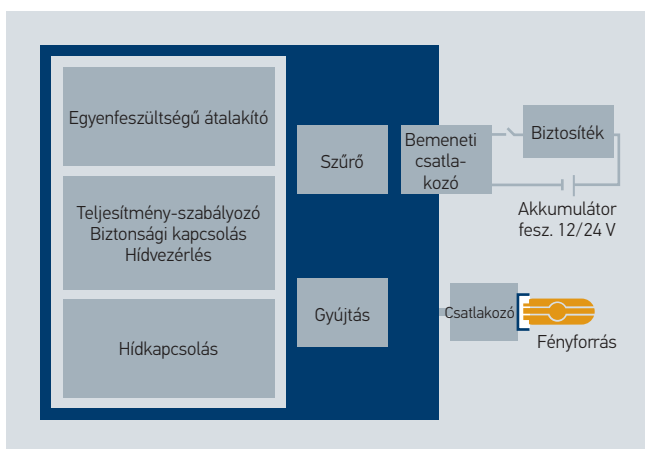 Egyenfeszültségű átalakító
Teljesítmény-szabályozó
Biztonsági kapcsolás
Hídvezérlés
Hídkapcsolás
Szűrő
Gyújtás
Bemeneti
csatla-
kozó
Biztosíték
Akkumulátor
fesz. 12/24 V
Csatlakozó
Fényforrás